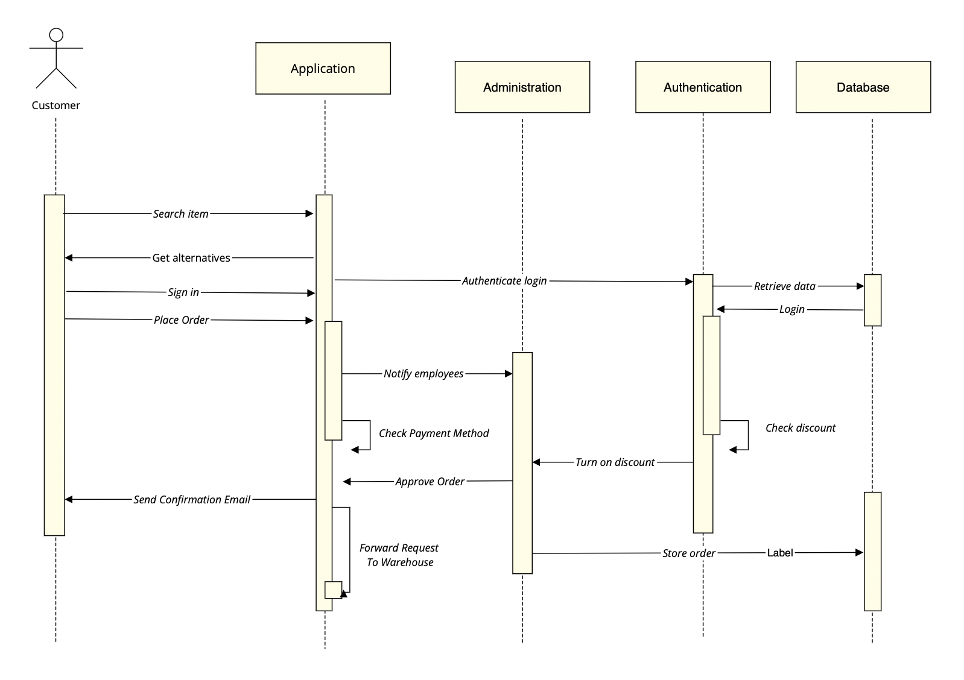 Customer
Application
Administration
Authentication
Database
Search item
Get alternatives
Authenticate login
Retrieve data
Sign in
Login
Place Order
Notify employees
Check Payment Method
Check discount
Turn on discount
Approve Order
Send Confirmation Email
Forward Request
To Warehouse
Store order
Label